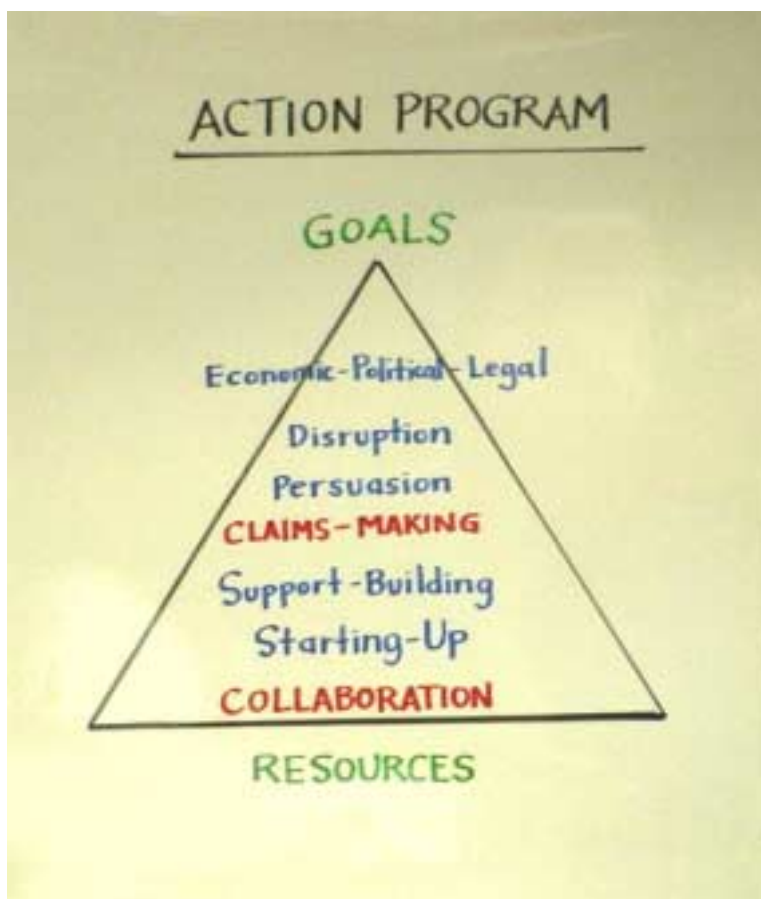 ACTION PROGRAM
GOALS
Economic-Political-Legal
Disruption
Persuasion
CLAIMS-MAKING
Support-Building
Starting-Up
COLLABORATION
RESOURCES